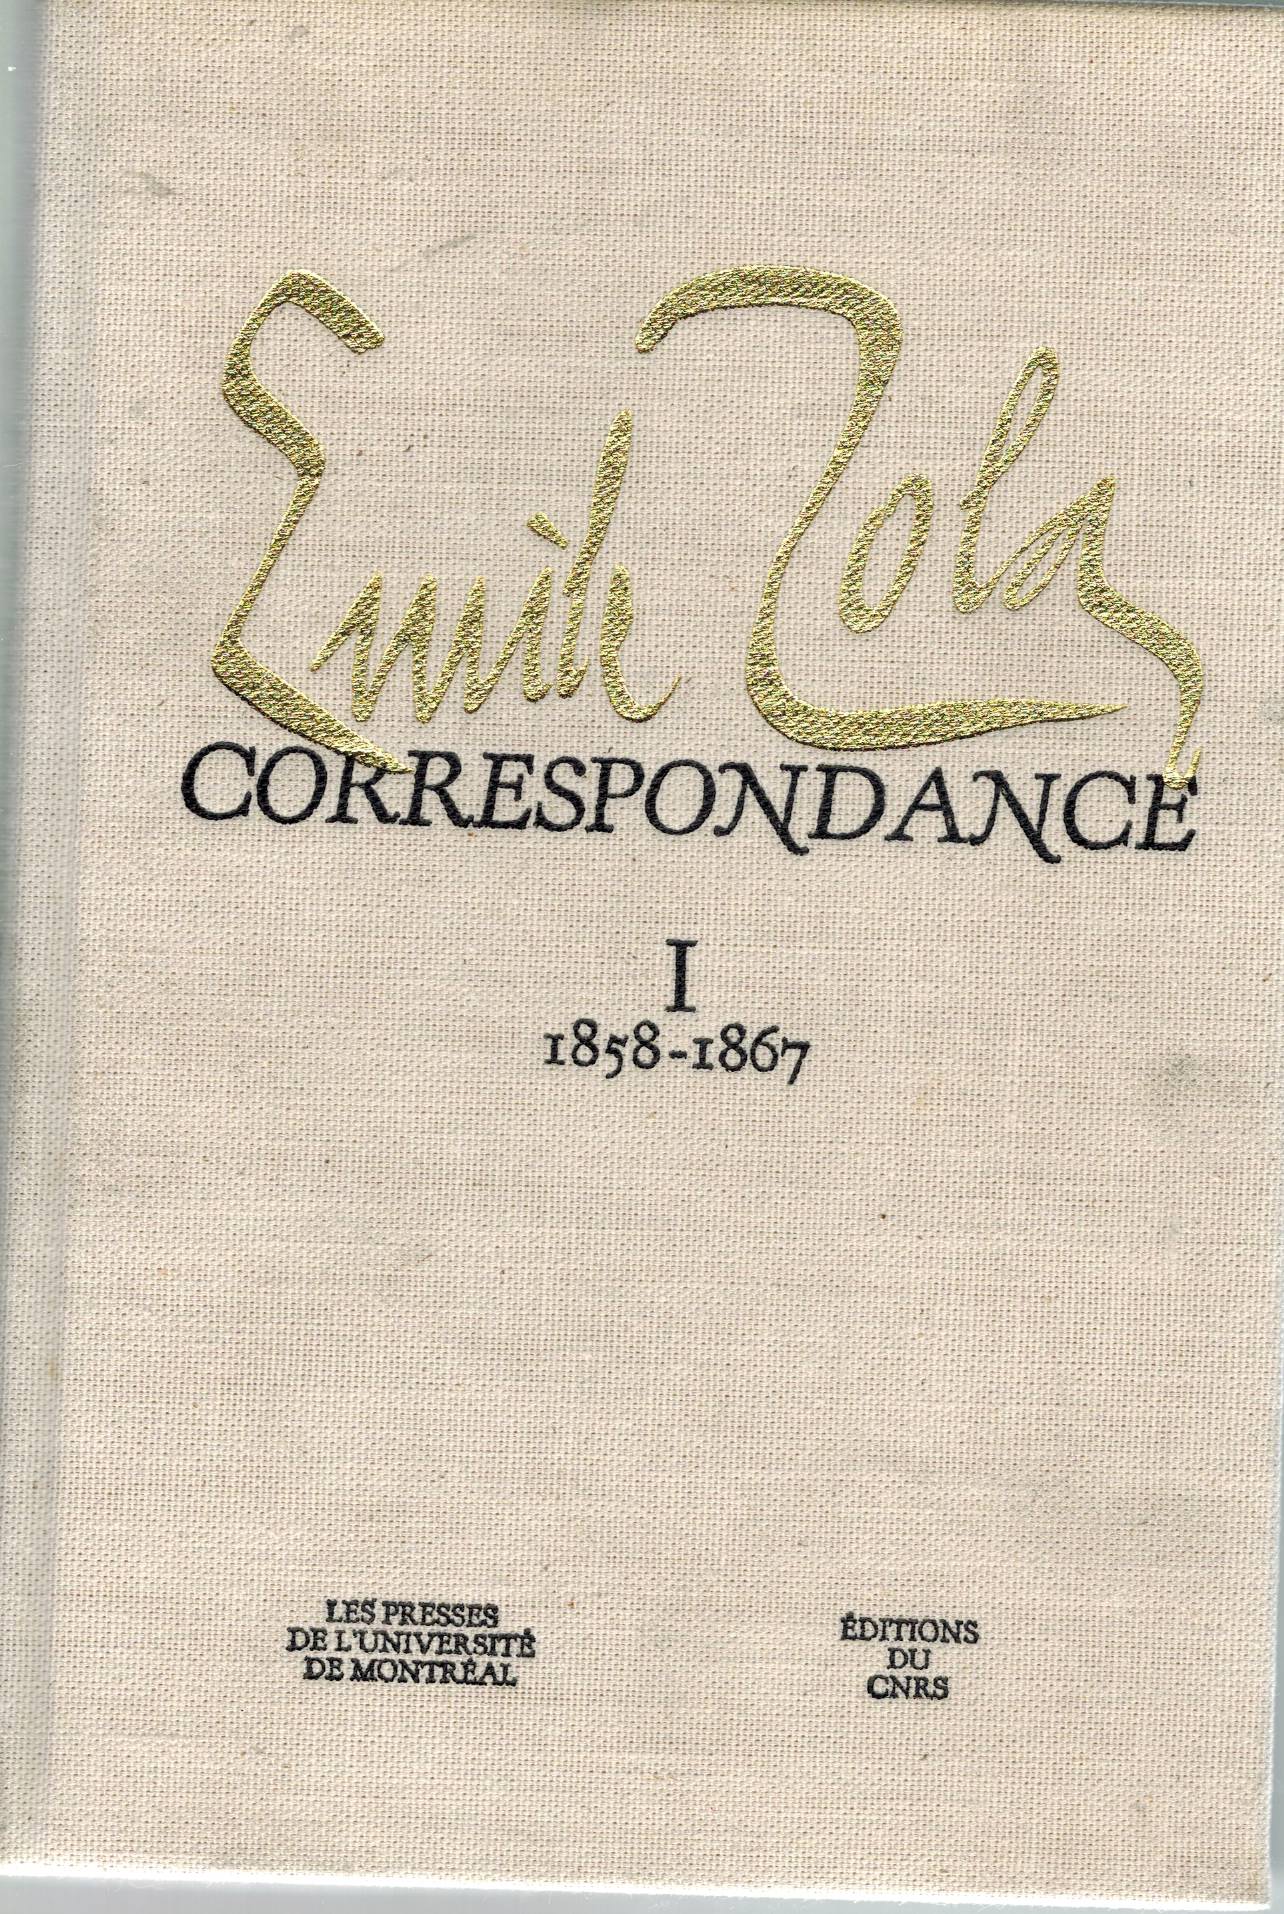 Emile Zola
CORRESPONDANCE
I
1858-1867
LES PRESSES
DE L'UNIVERSITÉ
DE MONTRÉAL
ÉDITIONS
DU
CNRS